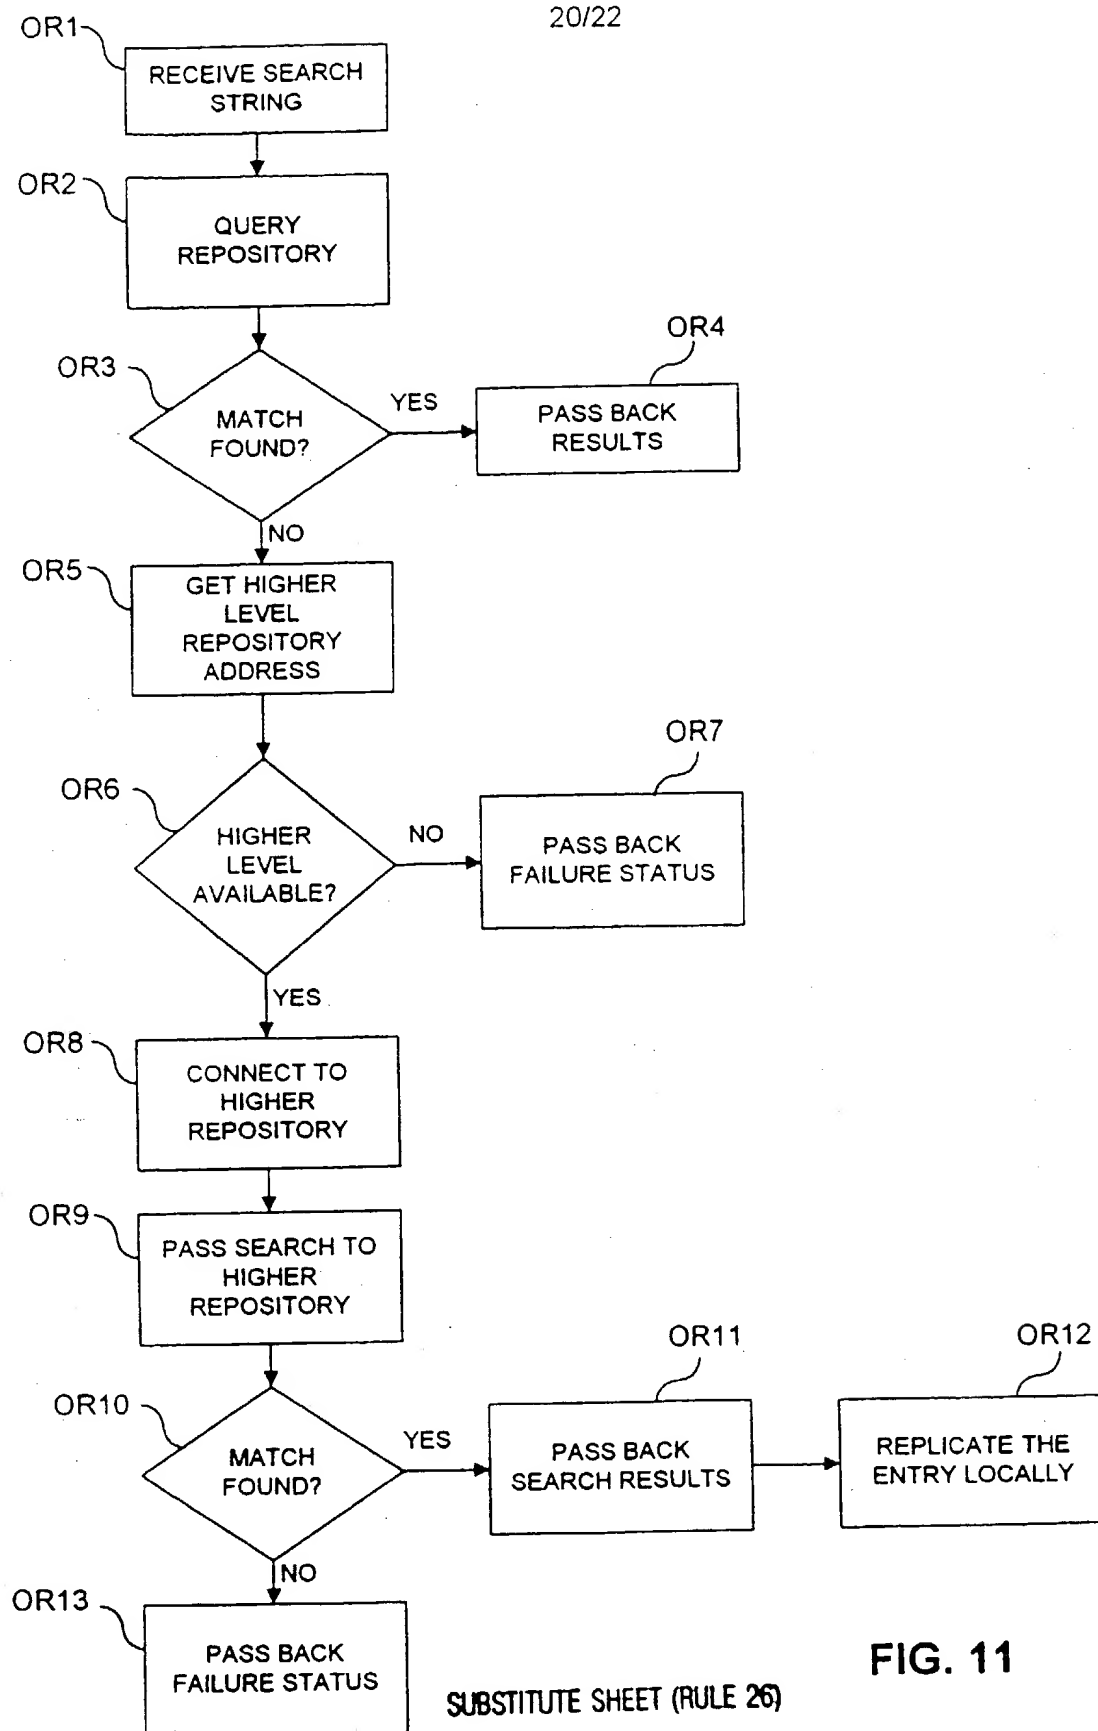 20/22
OR1
RECEIVE SEARCH
STRING
OR2
QUERY
REPOSITORY
OR3
MATCH
FOUND?
YES
OR4
PASS BACK
RESULTS
NO
OR5
GET HIGHER
LEVEL
REPOSITORY
ADDRESS
OR6
HIGHER
LEVEL
AVAILABLE?
NO
OR7
PASS BACK
FAILURE STATUS
YES
OR8
CONNECT TO
HIGHER
REPOSITORY
OR9
PASS SEARCH TO
HIGHER
REPOSITORY
OR10
MATCH
FOUND?
YES
OR11
PASS BACK
SEARCH RESULTS
OR12
REPLICATE THE
ENTRY LOCALLY
NO
OR13
PASS BACK
FAILURE STATUS
FIG. 11
SUBSTITUTE SHEET (RULE 26)